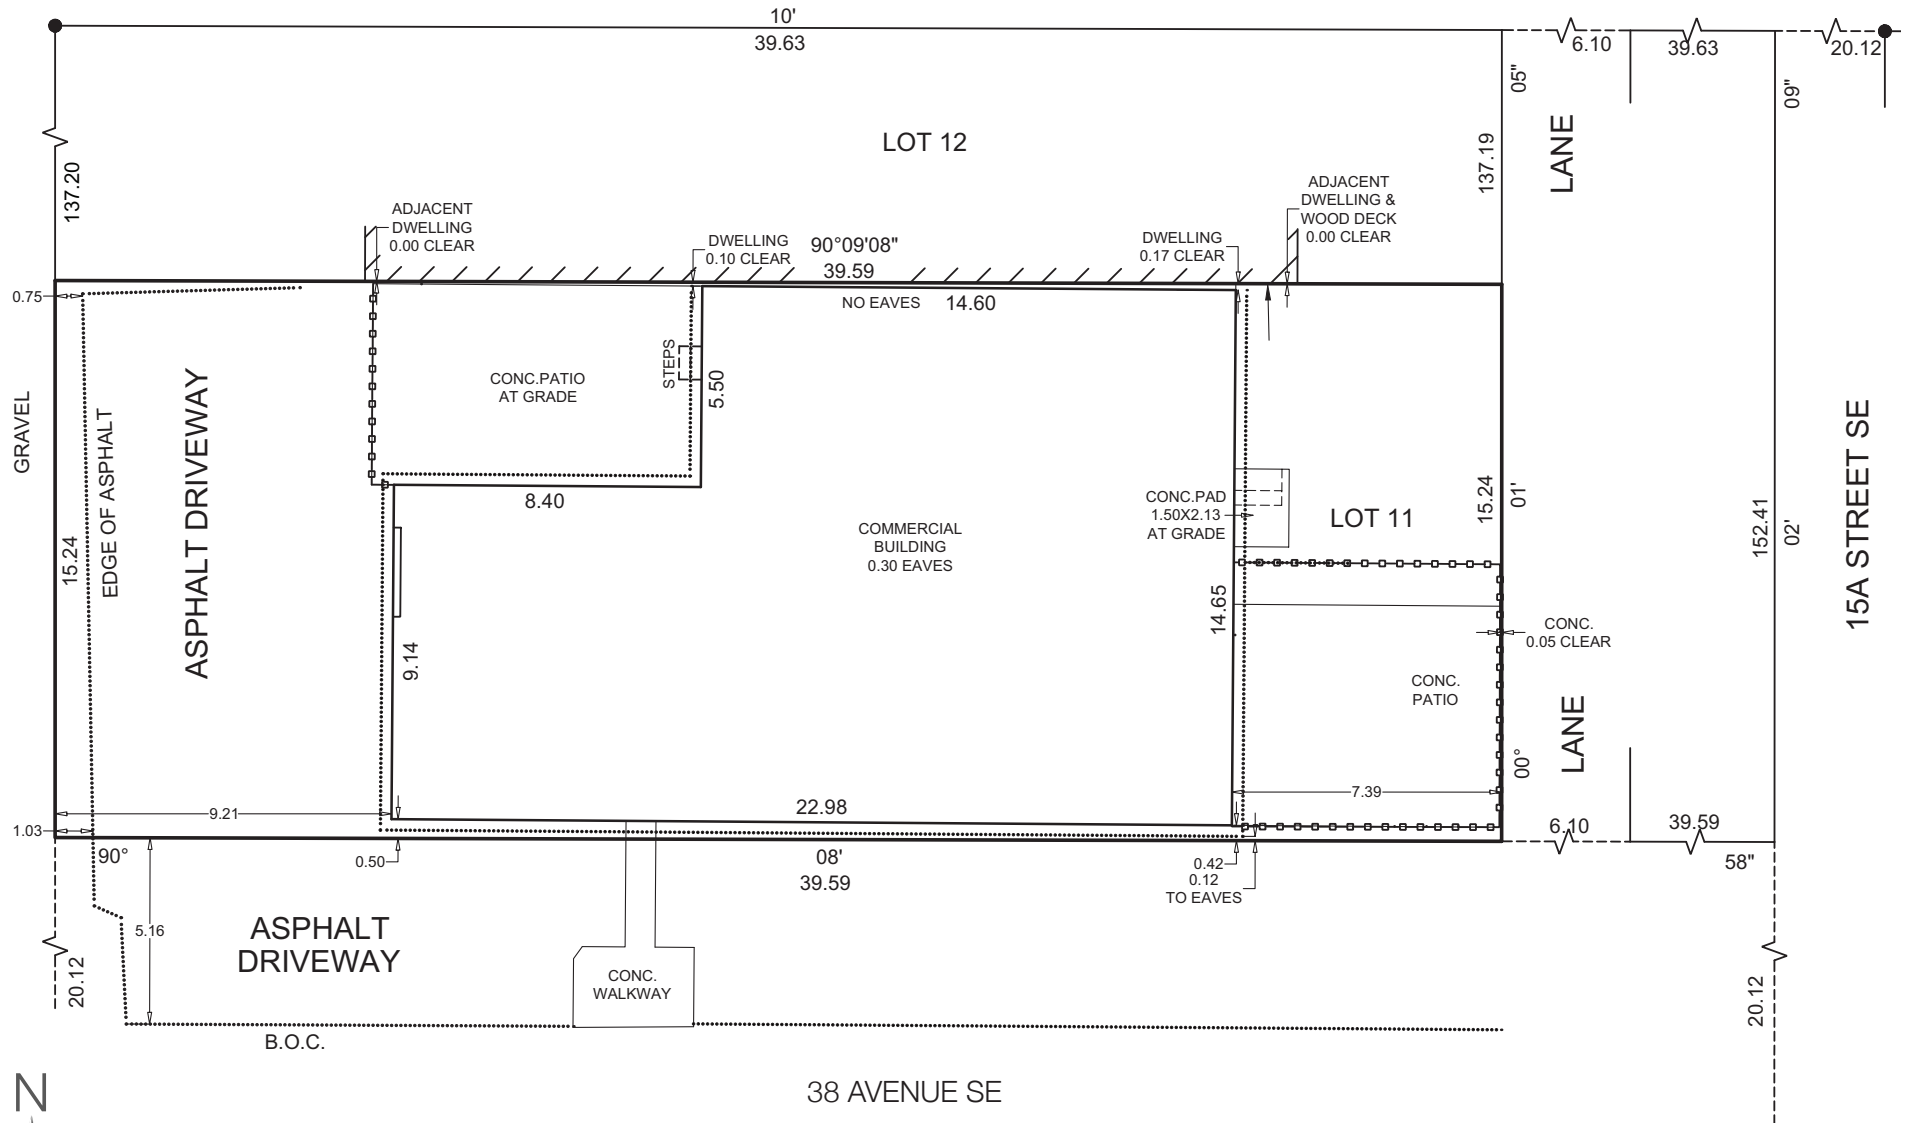 10'
39.63
6.10
39.63
20.12
05"
09"
LOT 12
LANE
137.20
137.19
ADJACENT
DWELLING
0.00 CLEAR
DWELLING
0.10 CLEAR
90°09'08"
39.59
DWELLING
0.17 CLEAR
ADJACENT
DWELLING &
WOOD DECK
0.00 CLEAR
0.75
NO EAVES
14.60
GRAVEL
EDGE OF ASPHALT
ASPHALT DRIVEWAY
CONC.PATIO
AT GRADE
STEPS
5.50
8.40
COMMERCIAL
BUILDING
0.30 EAVES
CONC.PAD
1.50X2.13
AT GRADE
LOT 11
15.24
01'
152.41
02'
15A STREET SE
15.24
9.14
14.65
CONC.
0.05 CLEAR
CONC.
PATIO
LANE
00°
9.21
22.98
7.39
1.03
90°
0.50
08'
39.59
0.42
0.12
TO EAVES
6.10
39.59
58"
5.16
ASPHALT
DRIVEWAY
20.12
CONC.
WALKWAY
20.12
B.O.C.
N
38 AVENUE SE